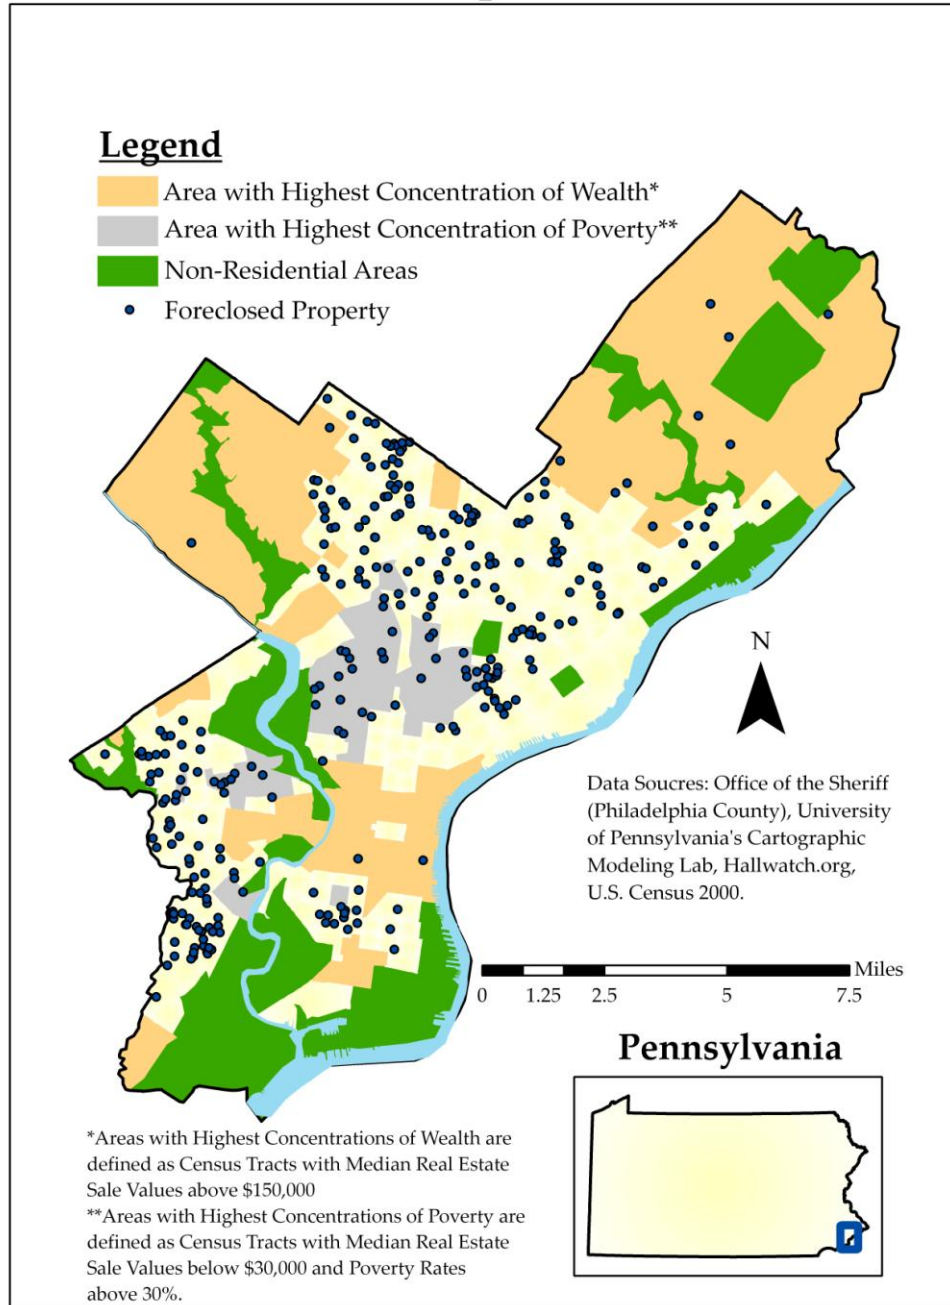 Legend
Area with Highest Concentration of Wealth*
Area with Highest Concentration of Poverty**
Non-Residential Areas
Foreclosed Property
N
Data Soucres: Office of the Sheriff
(Philadelphia County), University
of Pennsylvania's Cartographic
Modeling Lab, Hallwatch.org,
U.S. Census 2000.
Miles
0 1.25 2.5 5 7.5
Pennsylvania
*Areas with Highest Concentrations of Wealth are
defined as Census Tracts with Median Real Estate
Sale Values above $150,000
**Areas with Highest Concentrations of Poverty are
defined as Census Tracts with Median Real Estate
Sale Values below $30,000 and Poverty Rates
above 30%.